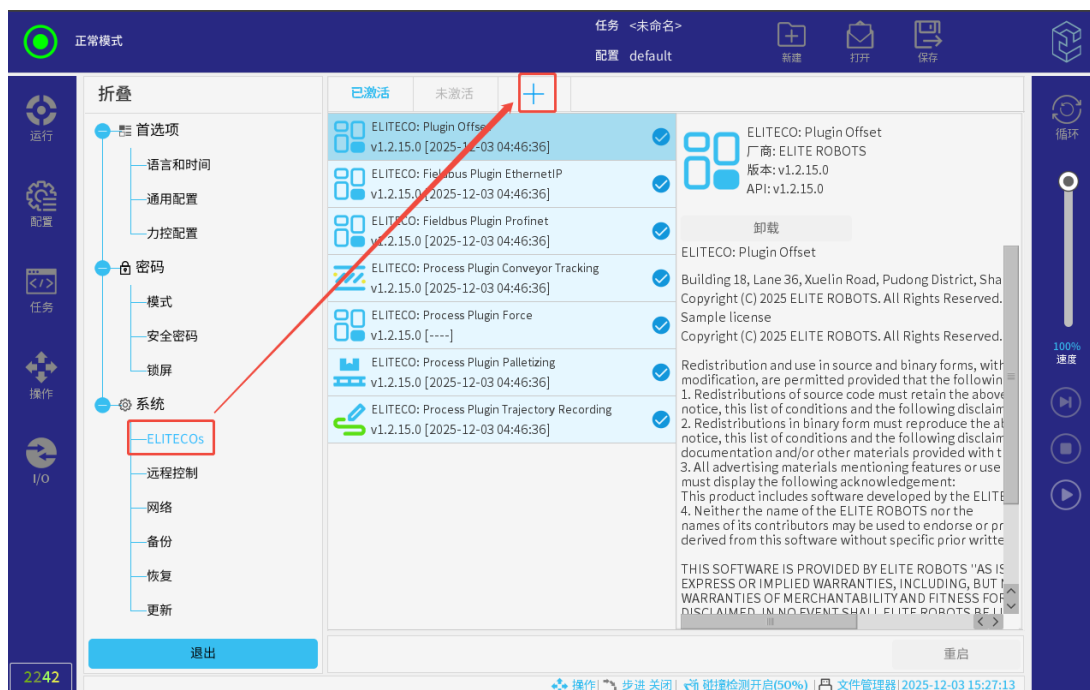 正常模式
任务 <未命名>
配置 default
新建
打开
保存
运行
配置
任务
操作
I/O
2242
折叠
首选项
语言和时间
通用配置
力控配置
密码
模式
安全密码
锁屏
系统
ELITECOs
远程控制
网络
备份
恢复
更新
退出
已激活
未激活
ELITECO: Plugin Offset
v1.2.15.0 [2025-12-03 04:46:36]
ELITECO: Fieldbus Plugin EthernetIP
v1.2.15.0 [2025-12-03 04:46:36]
ELITECO: Fieldbus Plugin Profinet
v1.2.15.0 [2025-12-03 04:46:36]
ELITECO: Process Plugin Conveyor Tracking
v1.2.15.0 [2025-12-03 04:46:36]
ELITECO: Process Plugin Force
v1.2.15.0 [----]
ELITECO: Process Plugin Palletizing
v1.2.15.0 [2025-12-03 04:46:36]
ELITECO: Process Plugin Trajectory Recording
v1.2.15.0 [2025-12-03 04:46:36]
ELITECO: Plugin Offset
厂商: ELITE ROBOTS
版本: v1.2.15.0
API: v1.2.15.0
卸载
ELITECO: Plugin Offset
Building 18, Lane 36, Xuelin Road, Pudong District, Sha
Copyright (C) 2025 ELITE ROBOTS. All Rights Reserved.
Sample license
Copyright (C) 2025 ELITE ROBOTS. All Rights Reserved.
Redistribution and use in source and binary forms, with
modification, are permitted provided that the followin
1. Redistributions of source code must retain the above
notice, this list of conditions and the following disclaim
2. Redistributions in binary form must reproduce the a
notice, this list of conditions and the following disclaim
documentation and/or other materials provided with t
3. All advertising materials mentioning features or use
must display the following acknowledgement:
This product includes software developed by the ELITE
4. Neither the name of the ELITE ROBOTS nor the
names of its contributors may be used to endorse or pr
derived from this software without specific prior writte
THIS SOFTWARE IS PROVIDED BY ELITE ROBOTS ''AS IS
EXPRESS OR IMPLIED WARRANTIES, INCLUDING, BUT
WARRANTIES OF MERCHANTABILITY AND FITNESS FOR
DISCLAIMED. IN NO EVENT SHALL ELITE ROBOTS BE LI
重启
循环
100%
速度
操作| 步进 关闭| 碰撞检测开启(50%) | 文件管理器| 2025-12-03 15:27:13